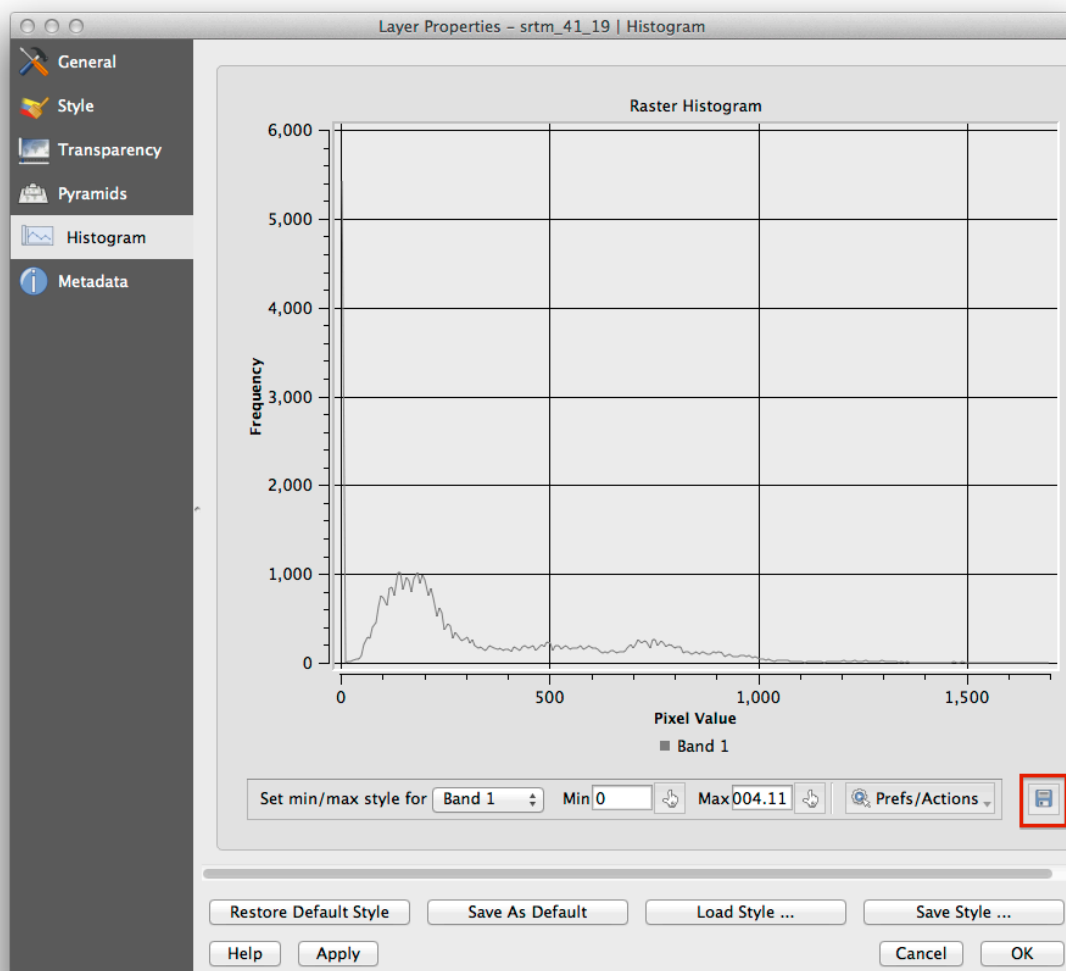 Layer Properties – srtm_41_19 | Histogram
General
Style
Transparency
Pyramids
Histogram
Metadata
Raster Histogram
6,000
5,000
4,000
3,000
2,000
1,000
0
Frequency
0 500 1,000 1,500
Pixel Value
Band 1
Set min/max style for Band 1 Min 0 Max 004.11 Prefs/Actions
Restore Default Style Save As Default Load Style ... Save Style ...
Help Apply Cancel OK